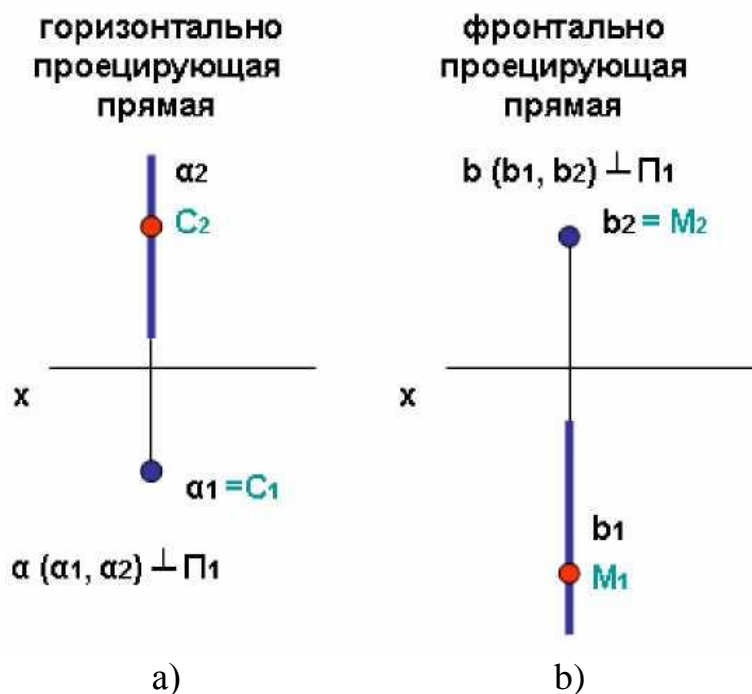 горизонтально
проецирующая
прямая
α2
C2
x
α1 =C1
α (α1, α2) ⊥ П1
a)
фронтально
проецирующая
прямая
b (b1, b2) ⊥ П1
b2 = M2
x
b1
M1
b)